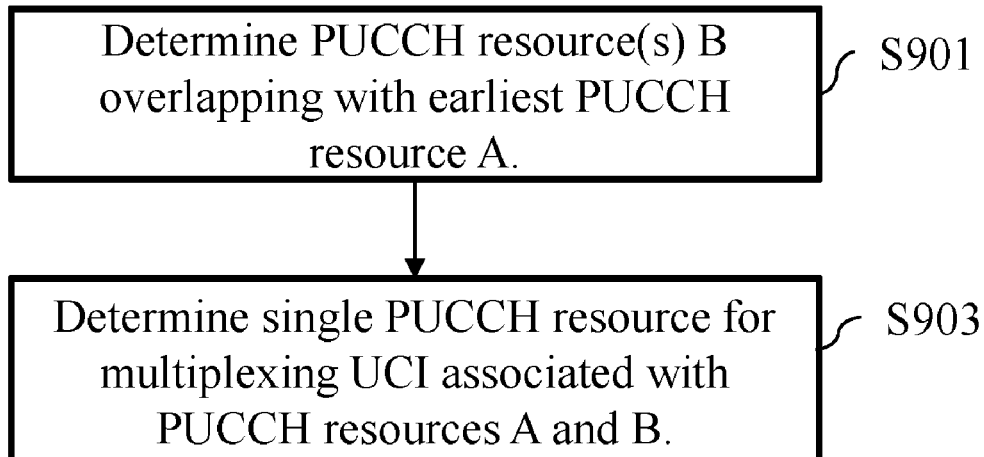 Determine PUCCH resource(s) B
overlapping with earliest PUCCH
resource A.
S901
Determine single PUCCH resource for
multiplexing UCI associated with
PUCCH resources A and B.
S903